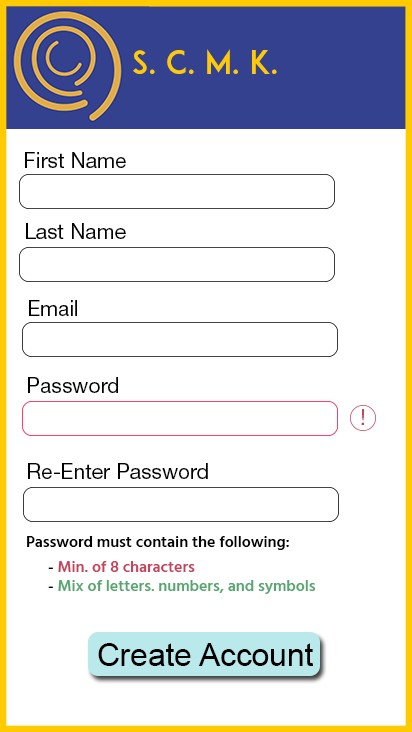 S. C. M. K.
First Name
Last Name
Email
Password
!
Re-Enter Password
Password must contain the following:
- Min. of 8 characters
- Mix of letters. numbers, and symbols
Create Account